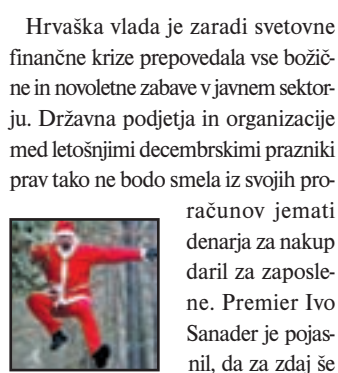 Hrvaška vlada je zaradi svetovne
finančne krize prepovedala vse božič-
ne in novoletne zabave v javnem sektor-
ju. Državna podjetja in organizacije
med letošnjimi decembrskimi prazniki
prav tako ne bodo smela iz svojih pro-
računov jemati
denarja za nakup
daril za zaposle-
ne. Premier Ivo
Sanader je pojas-
nil, da za zdaj še